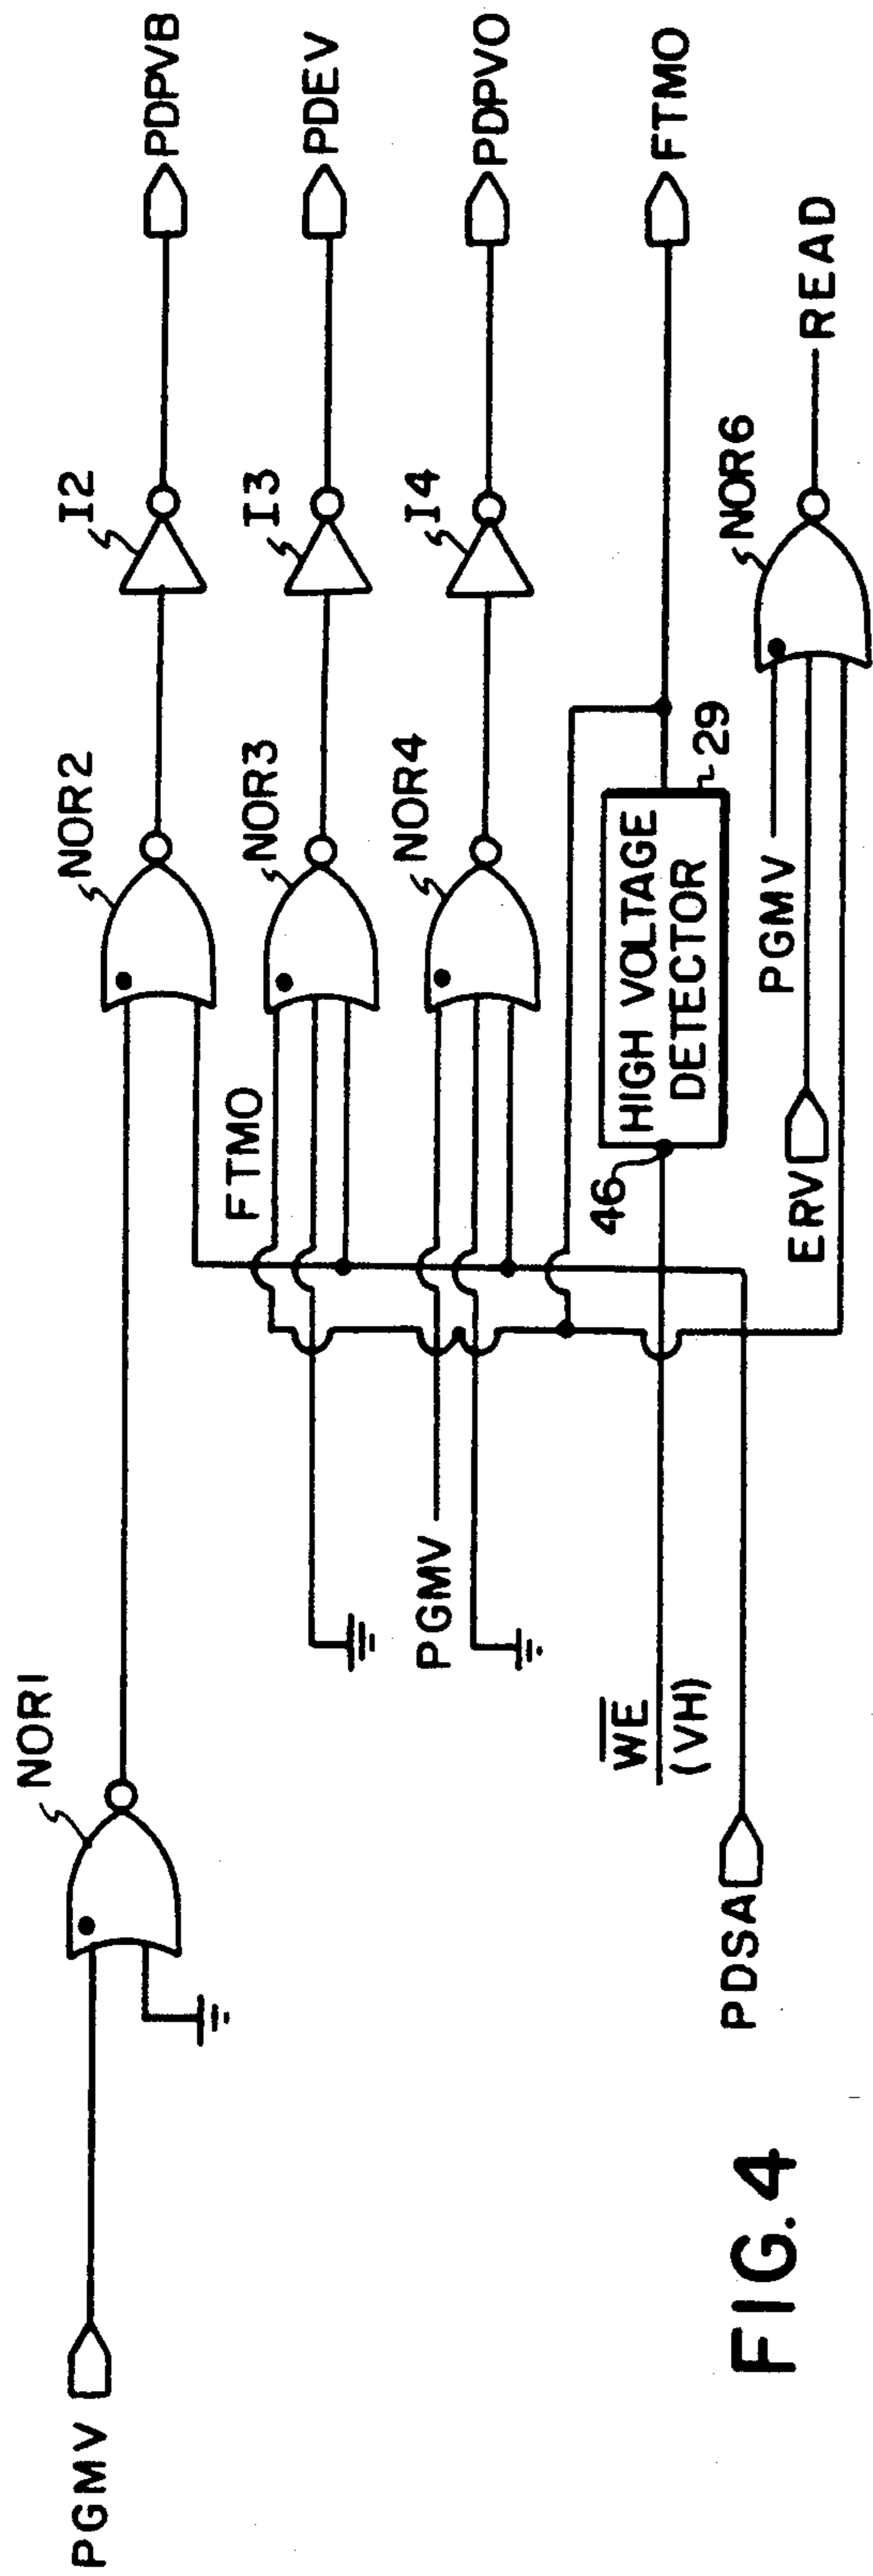 PGMV
NOR1
NOR2
I2
PDPVB
FTMO
NOR3
I3
PDEV
PGMV
NOR4
I4
PDPVO
WE
(VH)
46
HIGH VOLTAGE
DETECTOR
29
FTMO
PDSA
ERV
PGMV
NOR6
READ
FIG. 4